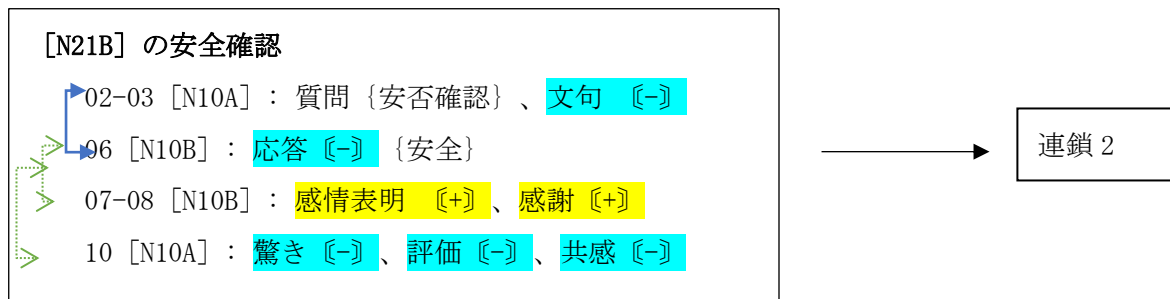 ［N21B］の安全確認
02-03［N10A］：質問｛安否確認｝、文句〔-〕
連鎖２
06［N10B］：応答〔-〕｛安全｝
07-08［N10B］：感情表明〔+〕、感謝〔+〕
10［N10A］：驚き〔-〕、評価〔-〕、共感〔-〕